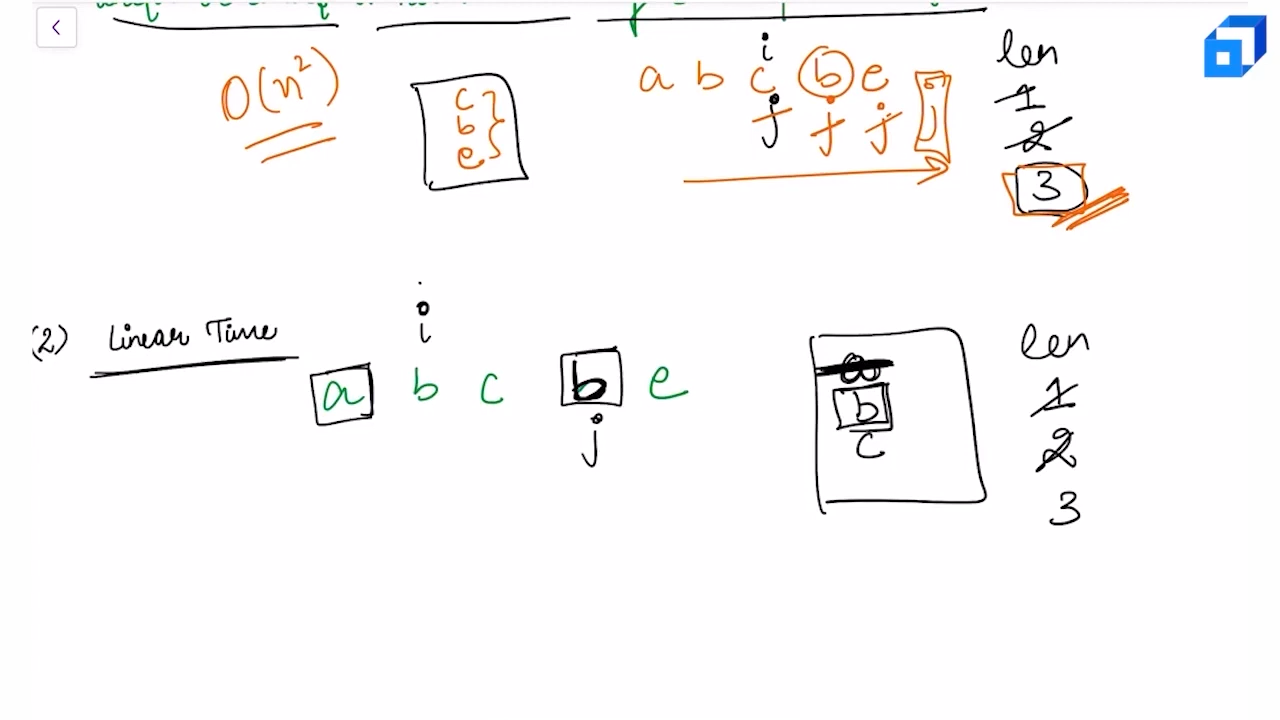 i
len
O(n²)
a b c b e
1
c
b
e
j j j j
2
3
i
(2) Linear Time
a b c b e
j
a
b
c
len
1
2
3